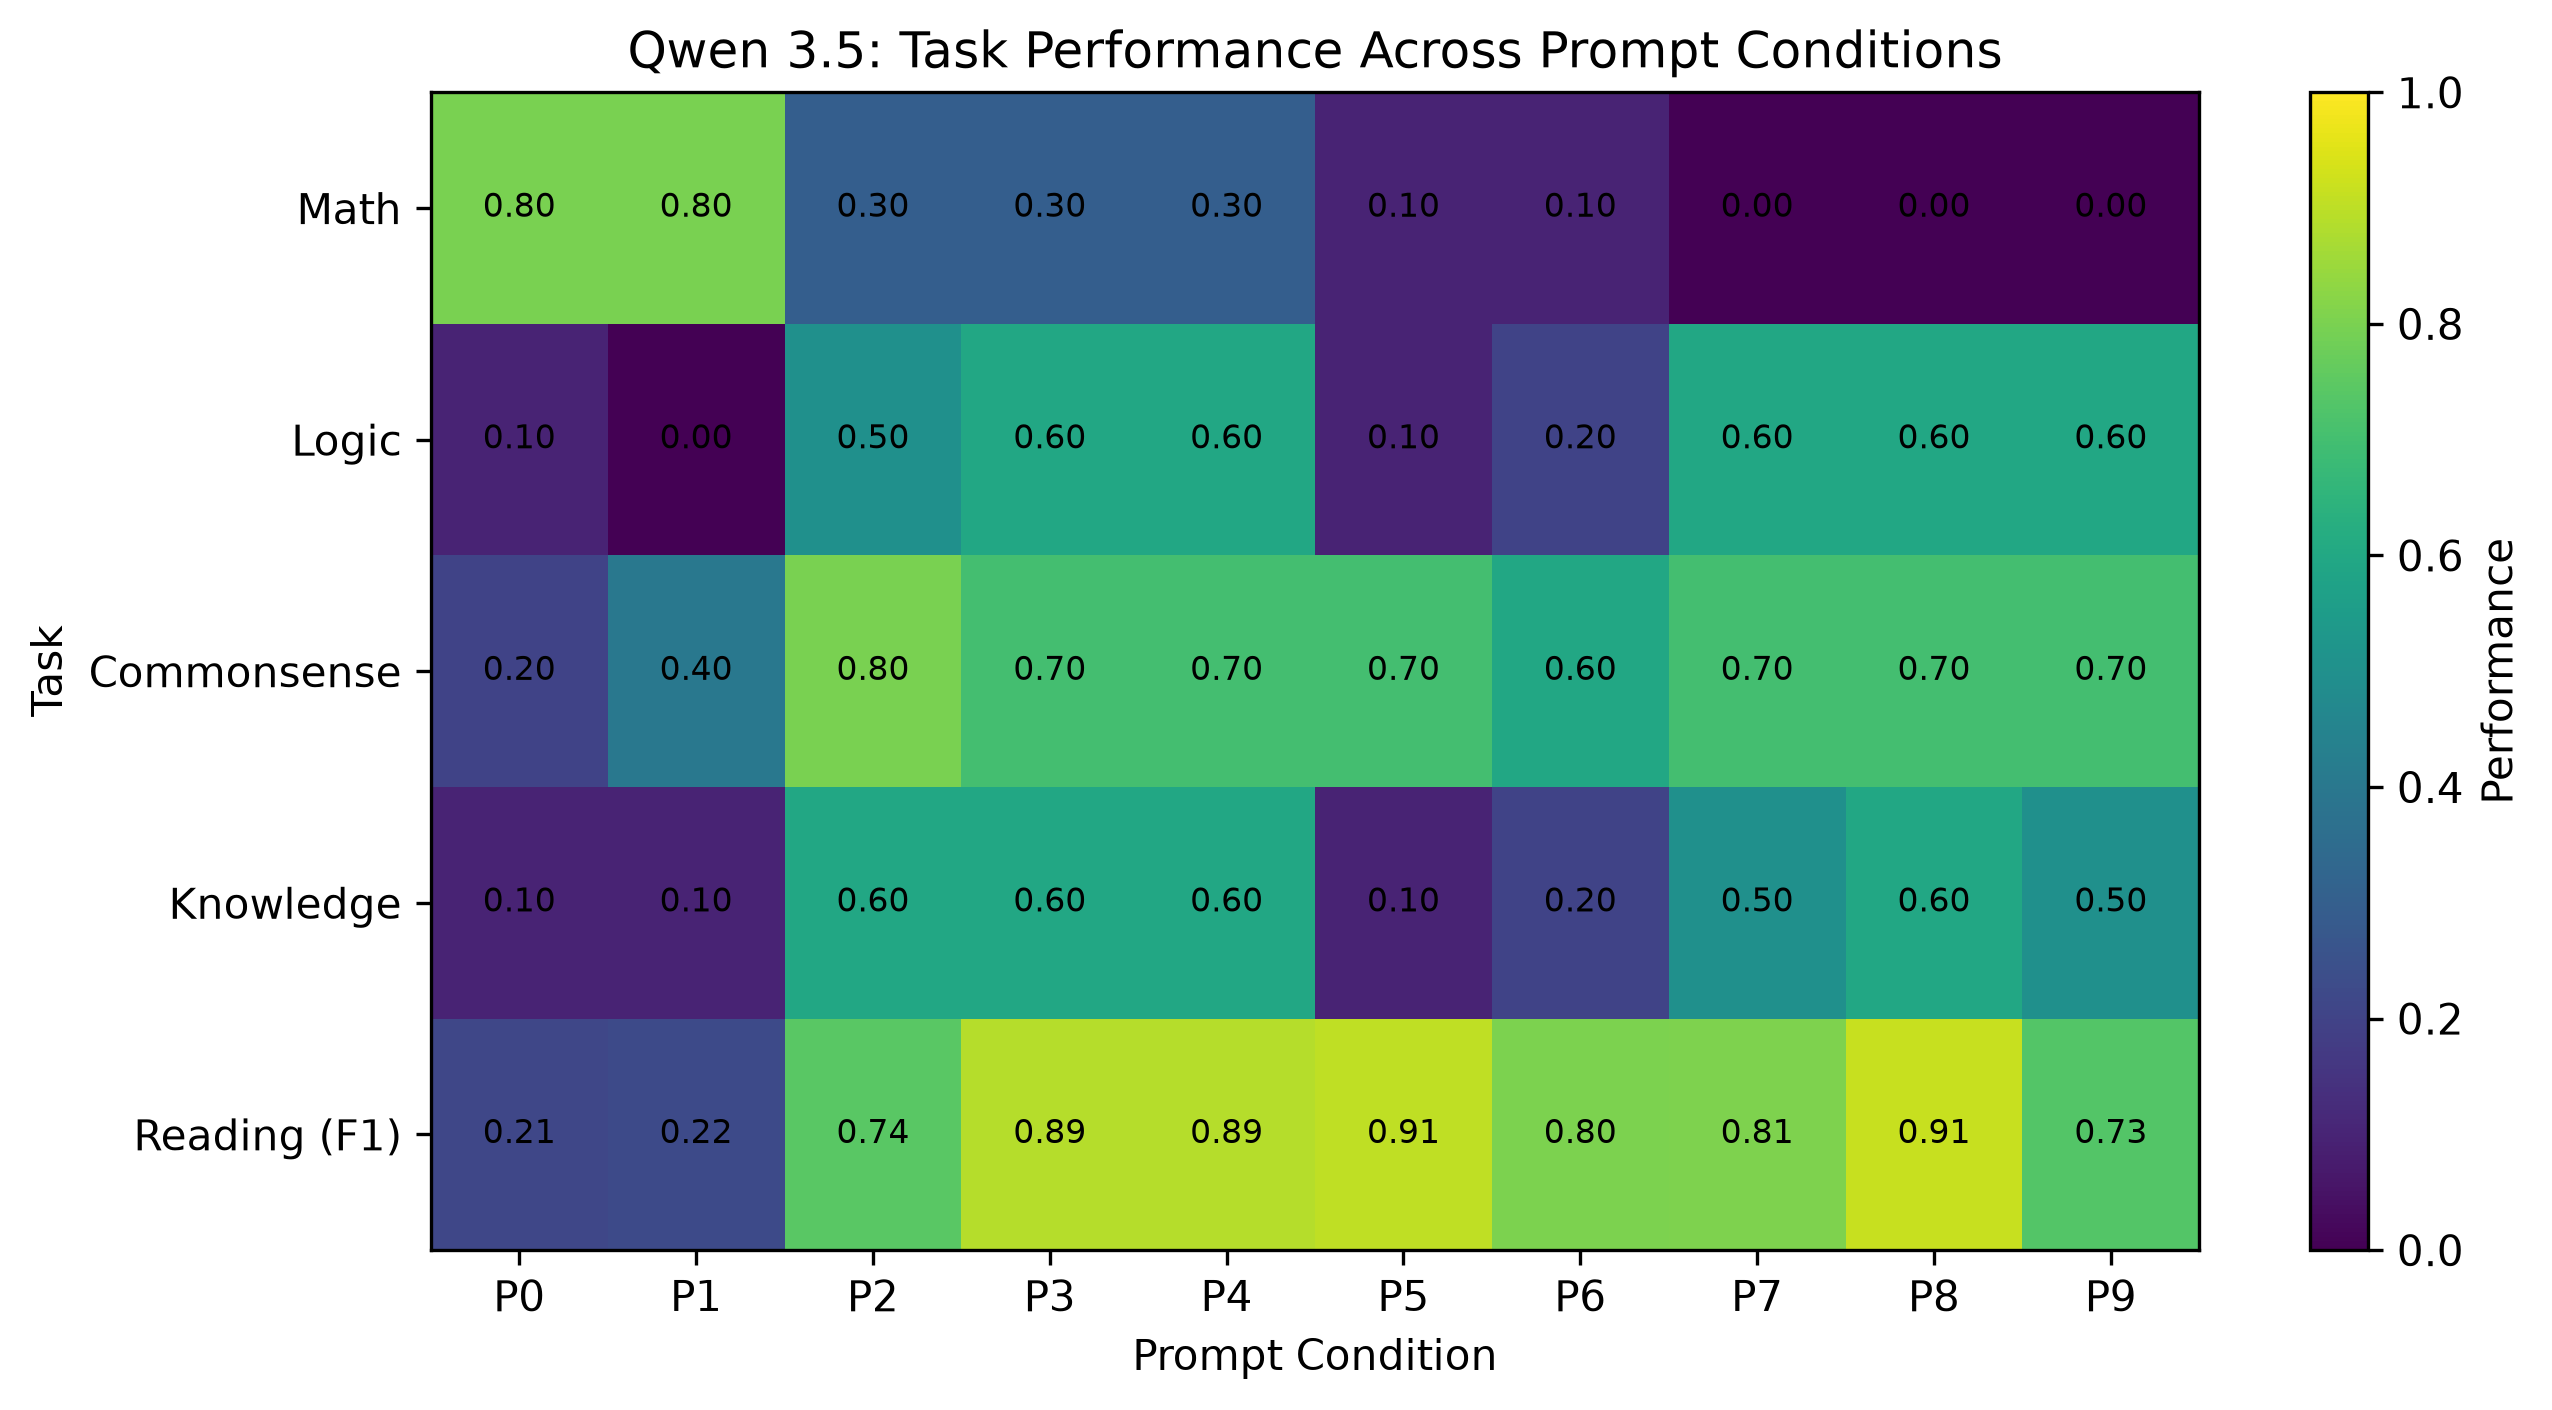 Qwen 3.5: Task Performance Across Prompt Conditions
Task
Math 0.80 0.80 0.30 0.30 0.30 0.10 0.10 0.00 0.00 0.00
Logic 0.10 0.00 0.50 0.60 0.60 0.10 0.20 0.60 0.60 0.60
Commonsense 0.20 0.40 0.80 0.70 0.70 0.70 0.60 0.70 0.70 0.70
Knowledge 0.10 0.10 0.60 0.60 0.60 0.10 0.20 0.50 0.60 0.50
Reading (F1) 0.21 0.22 0.74 0.89 0.89 0.91 0.80 0.81 0.91 0.73
P0 P1 P2 P3 P4 P5 P6 P7 P8 P9
Prompt Condition
1.0
0.8
0.6
0.4
0.2
0.0
Performance